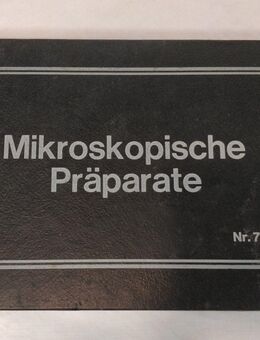 Mikroskopische
Präparate
Nr. 7